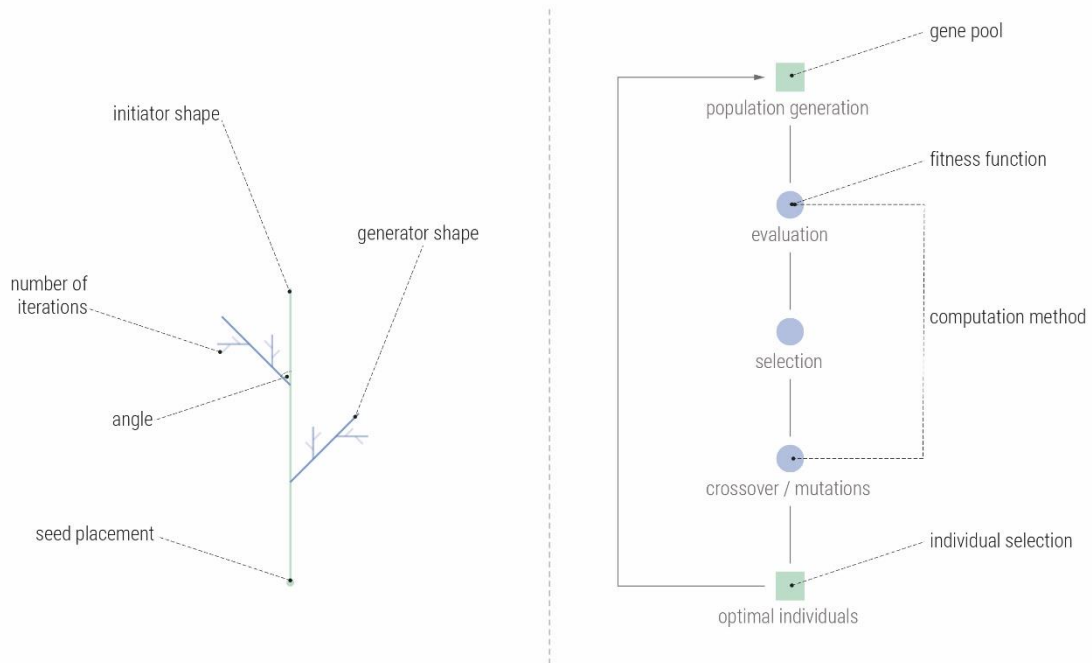 initiator shape
generator shape
number of
iterations
angle
seed placement
gene pool
population generation
fitness function
evaluation
computation method
selection
crossover / mutations
individual selection
optimal individuals